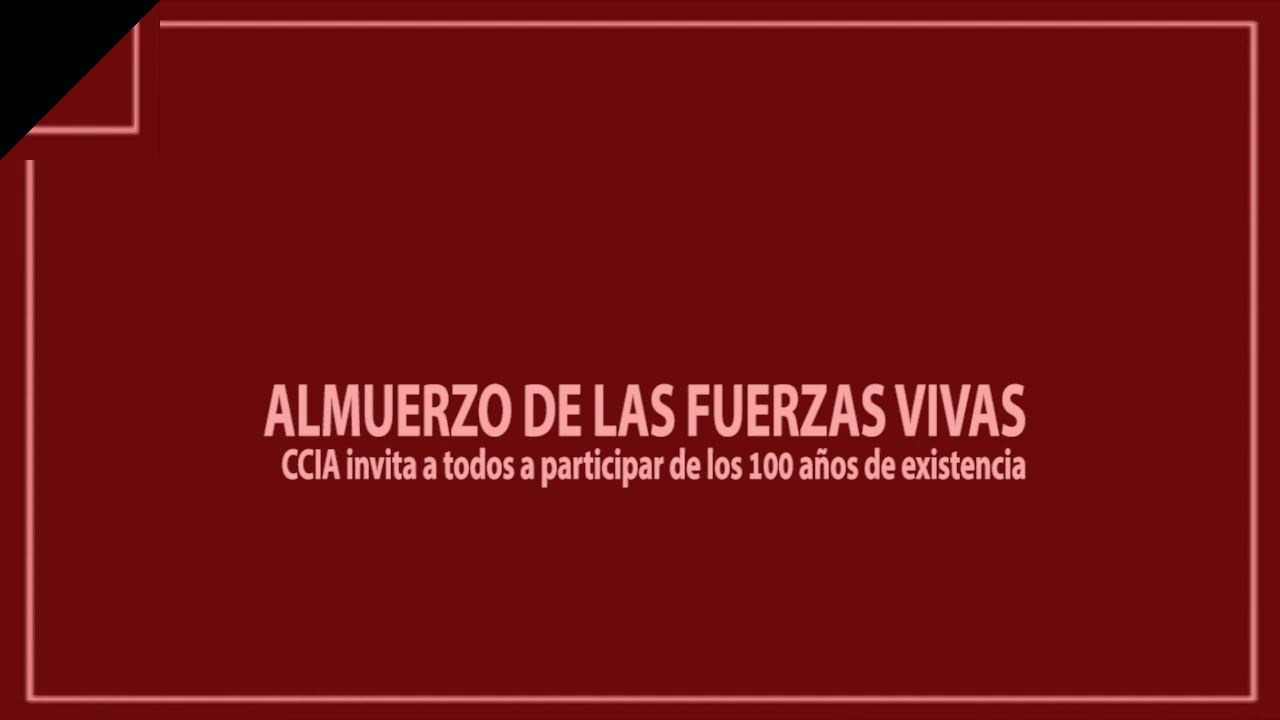 ALMUERZO DE LAS FUERZAS VIVAS
CCIA invita a todos a participar de los 100 años de existencia